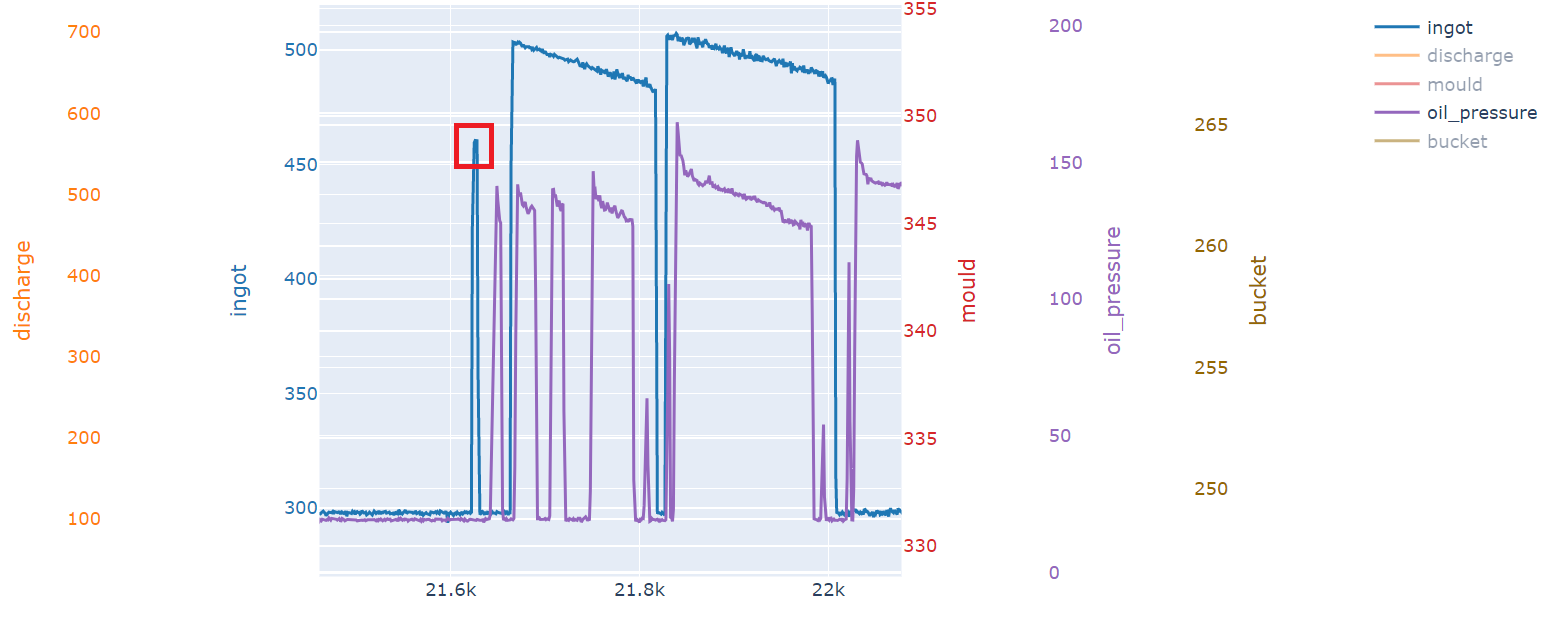 discharge
700
600
500
400
300
200
100
ingot
500
450
400
350
300
21.6k
21.8k
22k
355
350
345
340
335
330
mould
200
150
100
50
0
oil_pressure
265
260
255
250
bucket
ingot
discharge
mould
oil_pressure
bucket